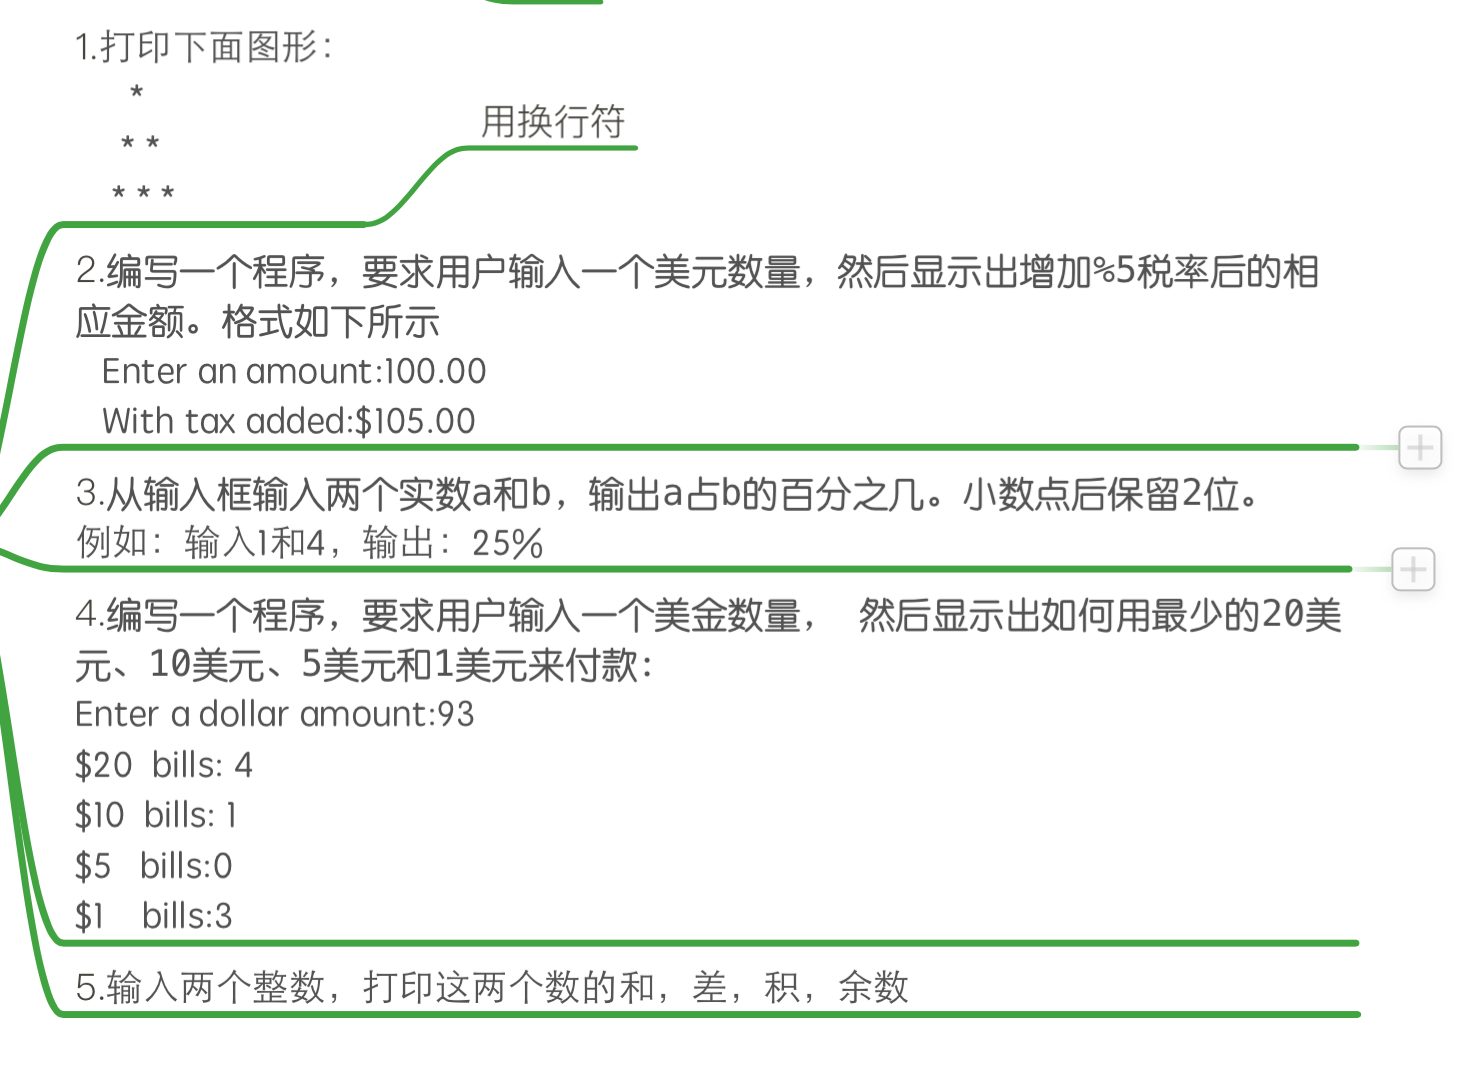 1.打印下面图形：
*
* *
* * *
用换行符
2.编写一个程序，要求用户输入一个美元数量，然后显示出增加%5税率后的相
应金额。格式如下所示
Enter an amount:100.00
With tax added:$105.00
3.从输入框输入两个实数a和b，输出a占b的百分之几。小数点后保留2位。
例如：输入1和4，输出：25%
4.编写一个程序，要求用户输入一个美金数量， 然后显示出如何用最少的20美
元、10美元、5美元和1美元来付款：
Enter a dollar amount:93
$20 bills: 4
$10 bills: 1
$5 bills:0
$1 bills:3
5.输入两个整数，打印这两个数的和，差，积，余数